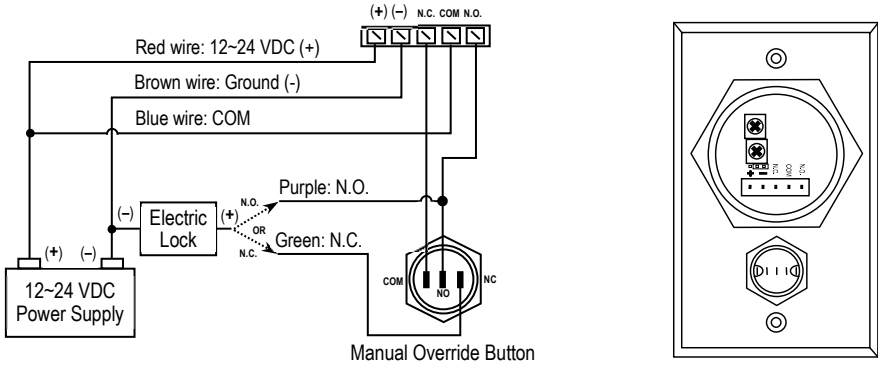 (+) (–) N.C. COM N.O.
Red wire: 12~24 VDC (+)
Brown wire: Ground (-)
Blue wire: COM
Purple: N.O.
N.O.
(–)
Electric
Lock
(+)
OR
Green: N.C.
N.C.
(+) (–)
12~24 VDC
Power Supply
COM
NO
NC
Manual Override Button
+ – N.C. COM N.O.